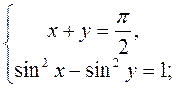 x + y = π/2,
sin² x − sin² y = 1;